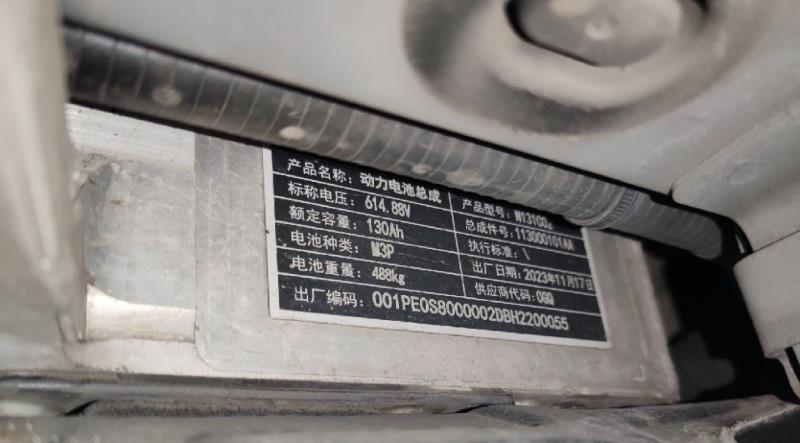 产品名称: 动力电池总成 产品型号: M131C02
标称电压: 614.88V 总成件号: 113000101AA
额定容量: 130Ah 执行标准: \
电池种类: M3P 出厂日期: 2023年11月17日
电池重量: 488kg 供应商代码: 0GQ
出厂编码: 001PE0S8000002DBH2200055